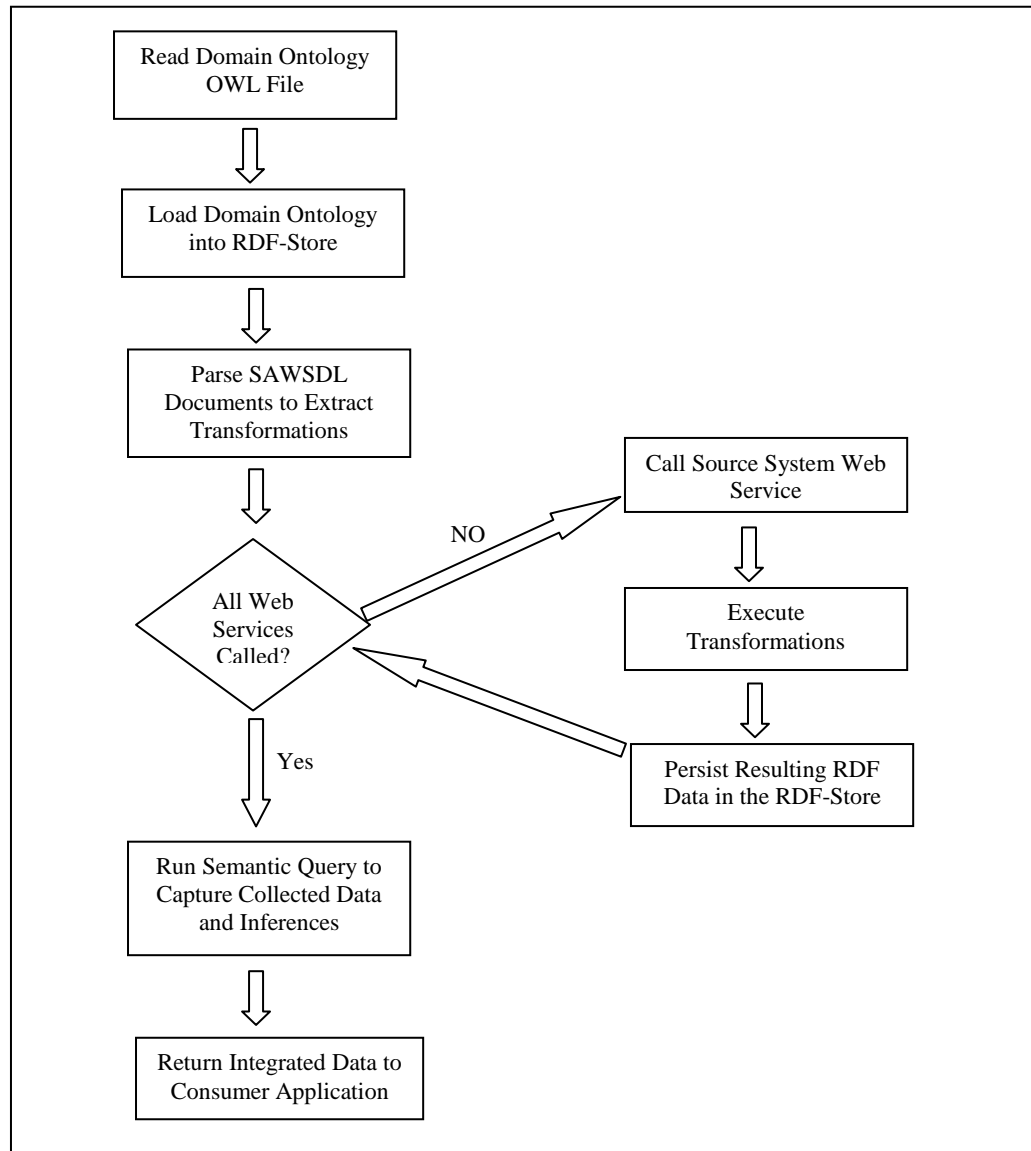 Read Domain Ontology
OWL File
Load Domain Ontology
into RDF-Store
Parse SAWSDL
Documents to Extract
Transformations
All Web
Services
Called?
NO
Call Source System Web
Service
Execute
Transformations
Persist Resulting RDF
Data in the RDF-Store
Yes
Run Semantic Query to
Capture Collected Data
and Inferences
Return Integrated Data to
Consumer Application